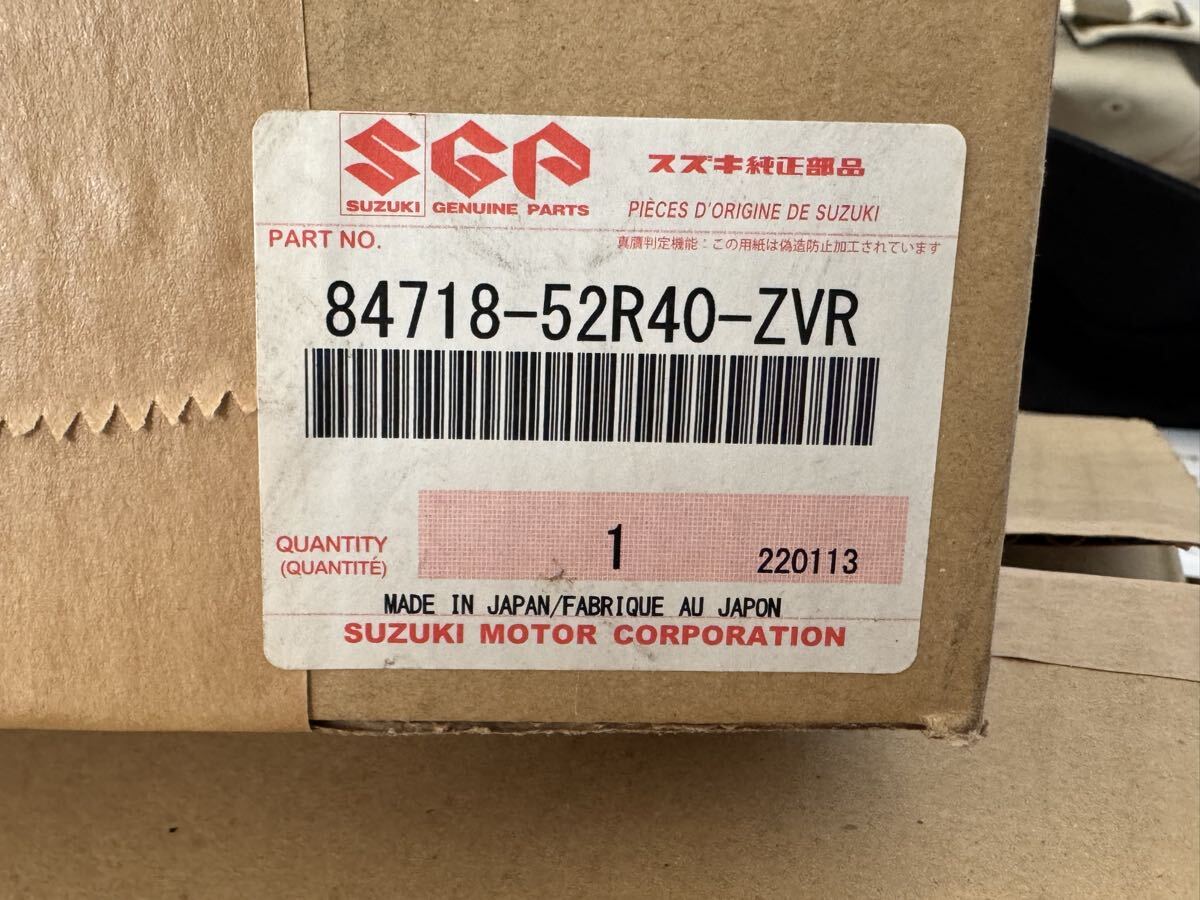 SUZUKI
SGP
GENUINE PARTS
スズキ純正部品
PIÈCES D'ORIGINE DE SUZUKI
PART NO.
真贋判定機能：この用紙は偽造防止加工されています
84718-52R40-ZVR
QUANTITY
(QUANTITÉ)
1
220113
MADE IN JAPAN/FABRIQUE AU JAPON
SUZUKI MOTOR CORPORATION